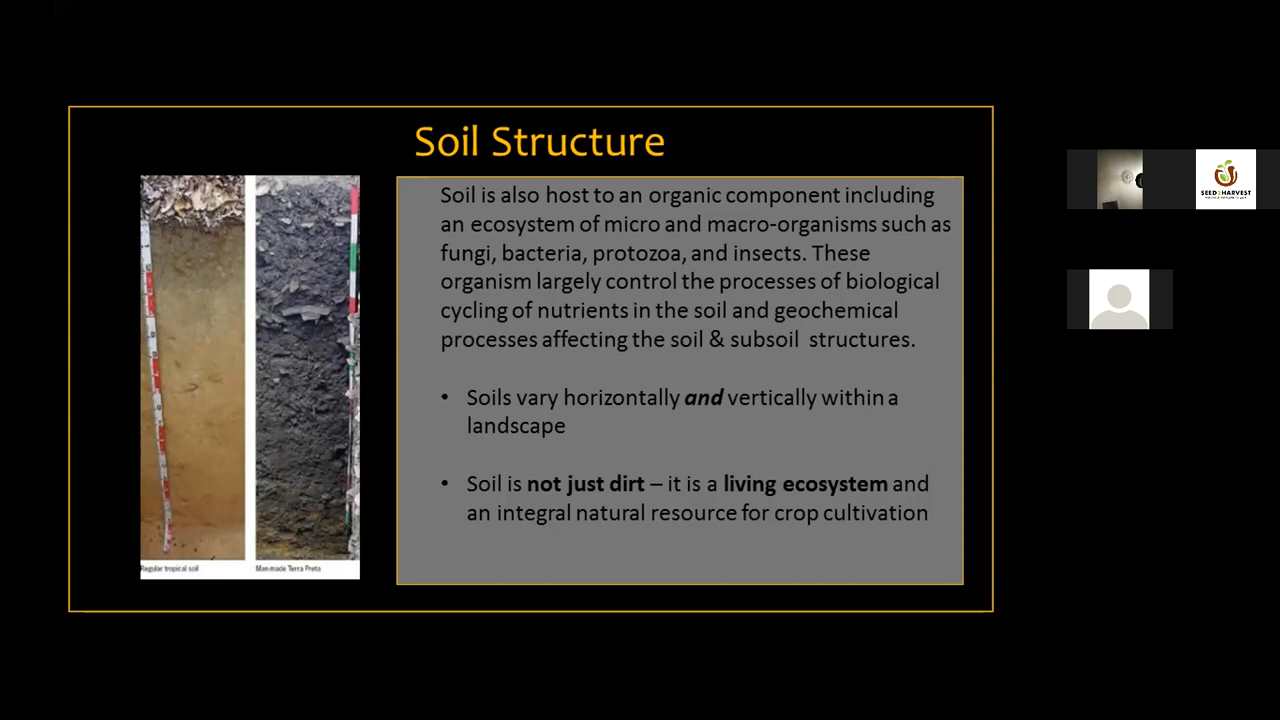 Soil Structure
Soil is also host to an organic component including
an ecosystem of micro and macro-organisms such as
fungi, bacteria, protozoa, and insects. These
organism largely control the processes of biological
cycling of nutrients in the soil and geochemical
processes affecting the soil & subsoil structures.
• Soils vary horizontally and vertically within a
landscape
• Soil is not just dirt – it is a living ecosystem and
an integral natural resource for crop cultivation
Regular tropical soil
Man-made Terra Preta
SEED2HARVEST